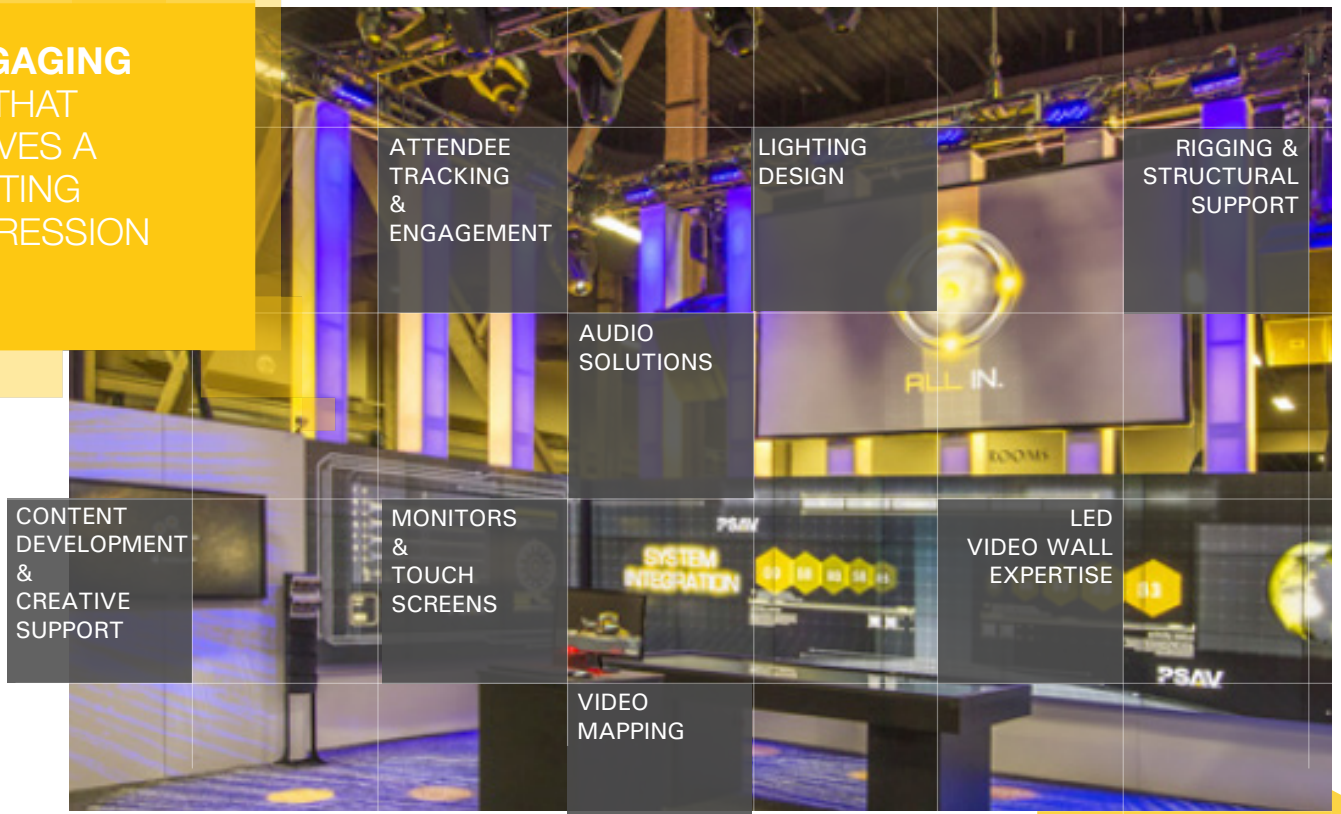 GAGING
THAT
VES A
TING
RESSION
ATTENDEE
TRACKING
&
ENGAGEMENT
LIGHTING
DESIGN
RIGGING &
STRUCTURAL
SUPPORT
AUDIO
SOLUTIONS
ALL IN.
ROOMS
CONTENT
DEVELOPMENT
&
CREATIVE
SUPPORT
MONITORS
&
TOUCH
SCREENS
PSAV
SYSTEM
INTEGRATION
LED
VIDEO WALL
EXPERTISE
83
PSAV
VIDEO
MAPPING